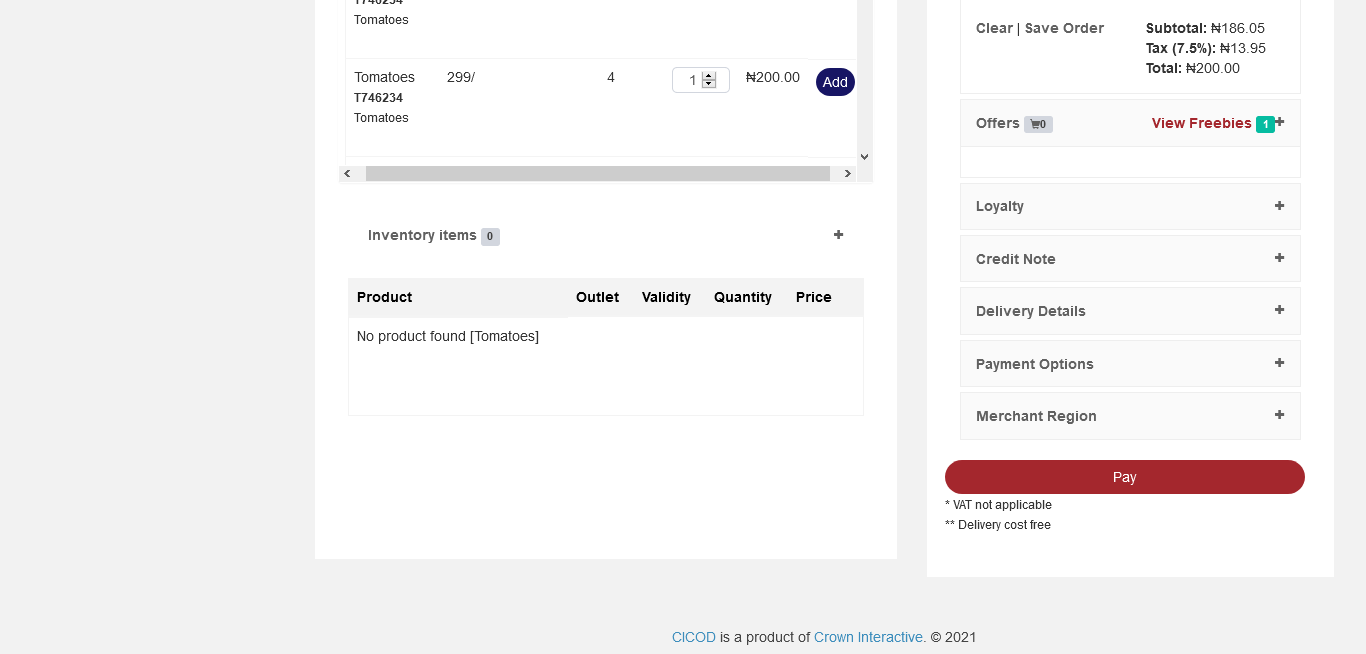 T746234
Tomatoes
Tomatoes 299/ 4 1 ₦200.00 Add
T746234
Tomatoes
Inventory items 0
Product Outlet Validity Quantity Price
No product found [Tomatoes]
Clear | Save Order
Subtotal: ₦186.05
Tax (7.5%): ₦13.95
Total: ₦200.00
Offers 0 View Freebies 1
Loyalty
Credit Note
Delivery Details
Payment Options
Merchant Region
Pay
* VAT not applicable
** Delivery cost free
CICOD is a product of Crown Interactive. © 2021